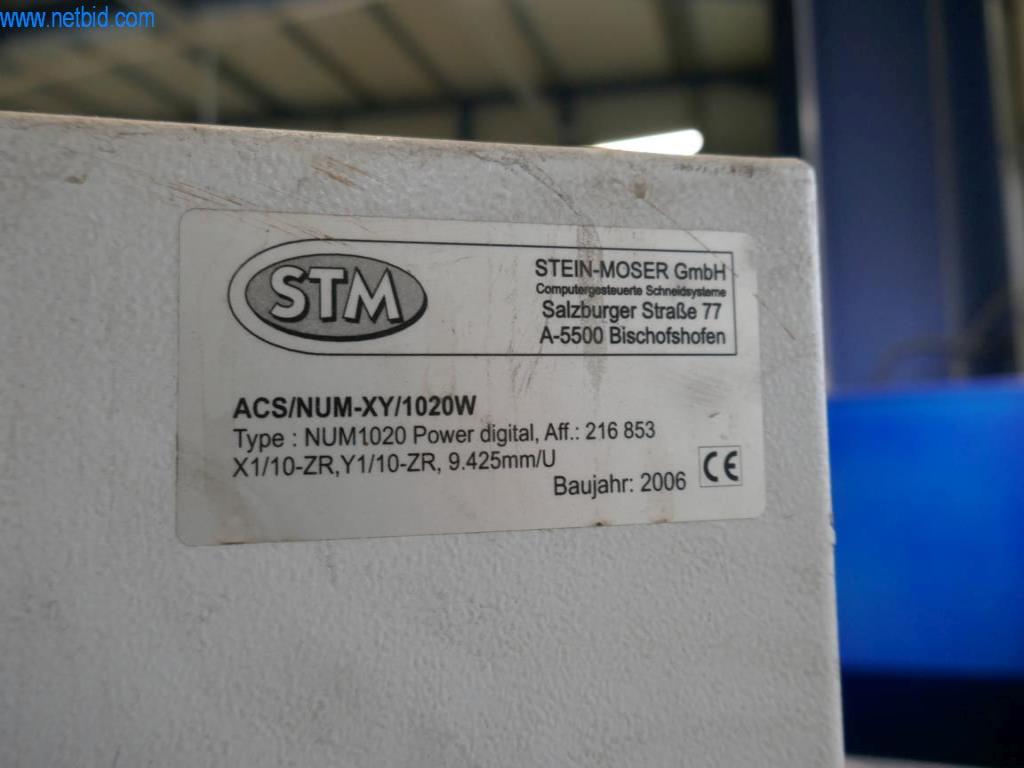 www.netbid.com
STM
STEIN-MOSER GmbH
Computergesteuerte Schneidsysteme
Salzburger Straße 77
A-5500 Bischofshofen
ACS/NUM-XY/1020W
Type : NUM1020 Power digital, Aff.: 216 853
X1/10-ZR,Y1/10-ZR, 9.425mm/U
Baujahr: 2006 CE